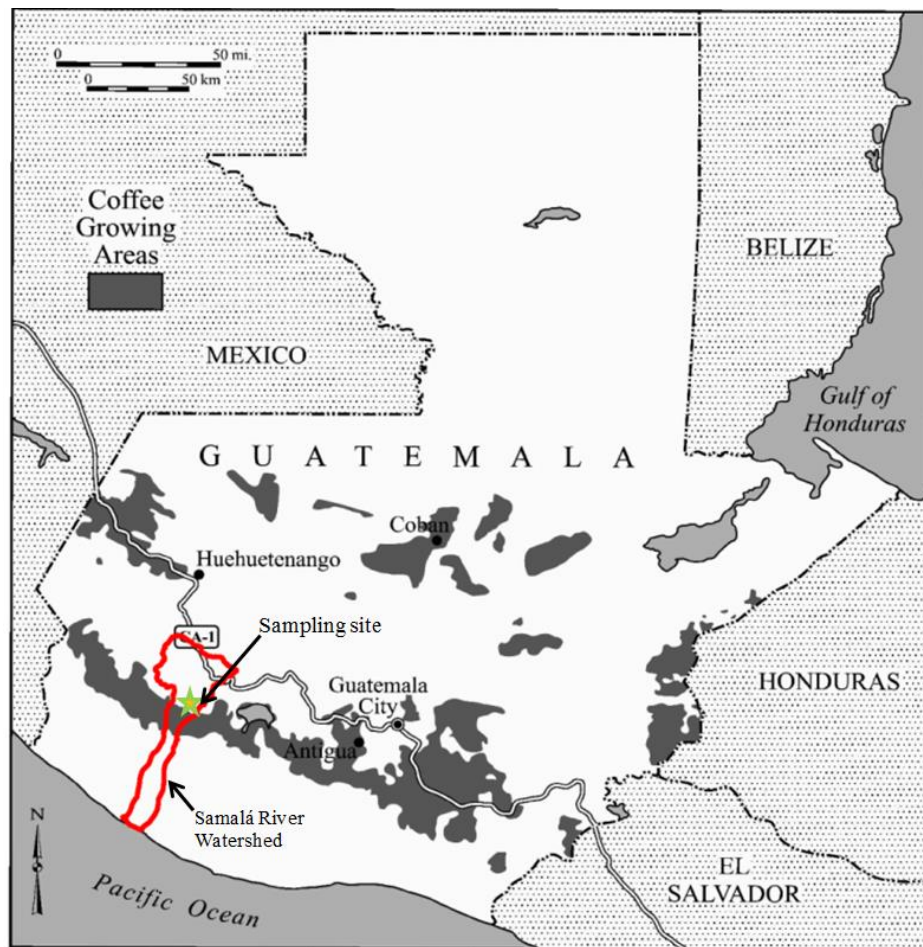 0 50 mi.
0 50 km
Coffee
Growing
Areas
BELIZE
MEXICO
Gulf of
Honduras
GUATEMALA
Coban
Huehuetenango
CA-1
Sampling site
Guatemala
City
HONDURAS
Antigua
Samalá River
Watershed
N
EL
SALVADOR
Pacific Ocean